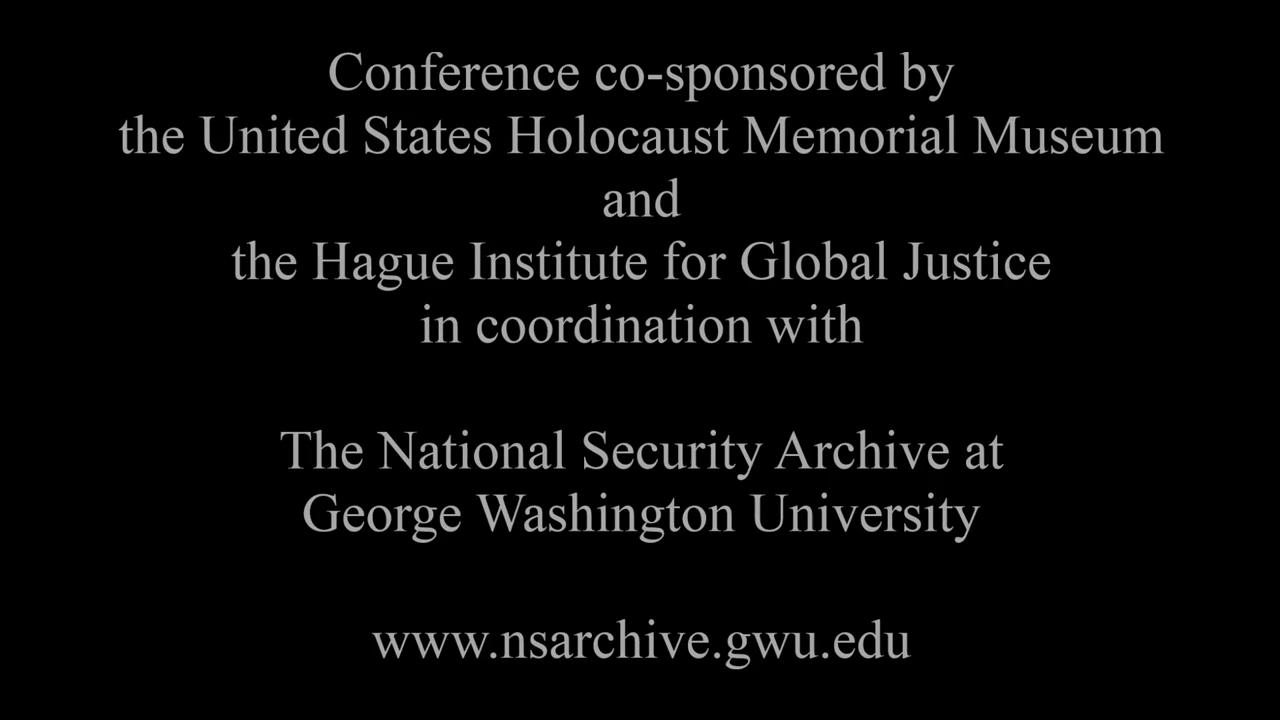 Conference co-sponsored by
the United States Holocaust Memorial Museum
and
the Hague Institute for Global Justice
in coordination with
The National Security Archive at
George Washington University
www.nsarchive.gwu.edu